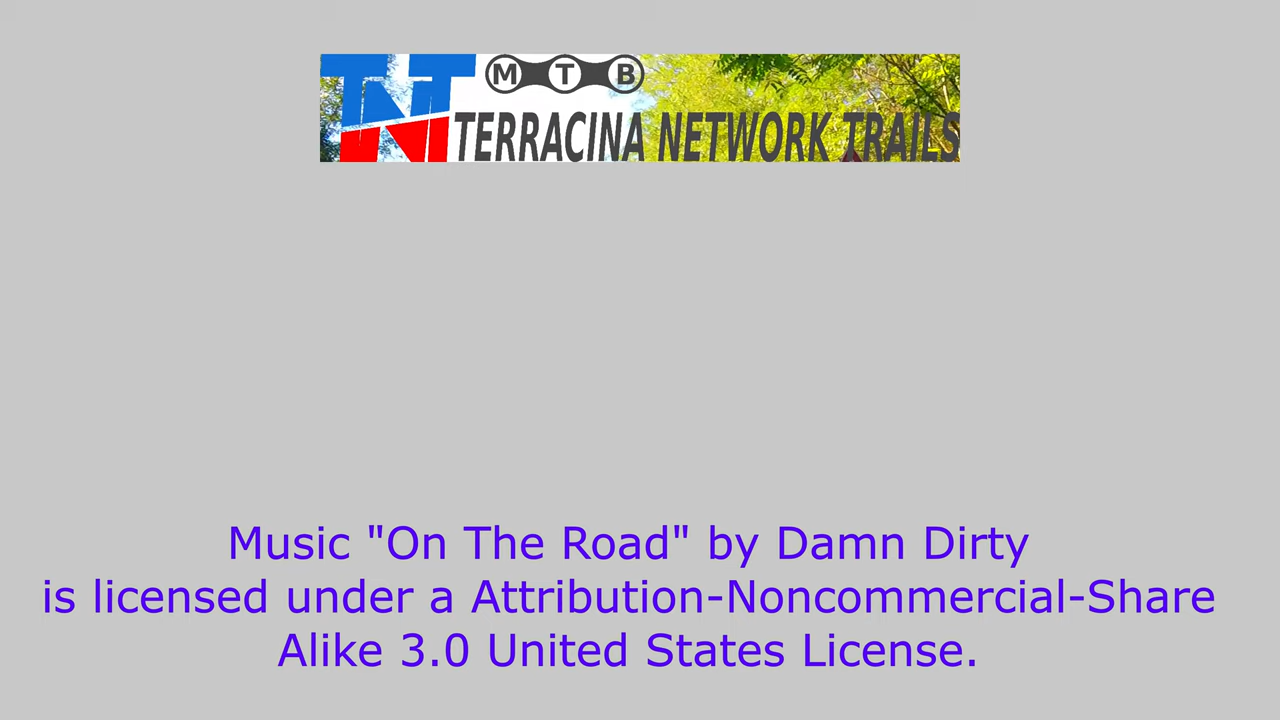 TNT
M T B
TERRACINA NETWORK TRAILS
Music "On The Road" by Damn Dirty
is licensed under a Attribution-Noncommercial-Share
Alike 3.0 United States License.